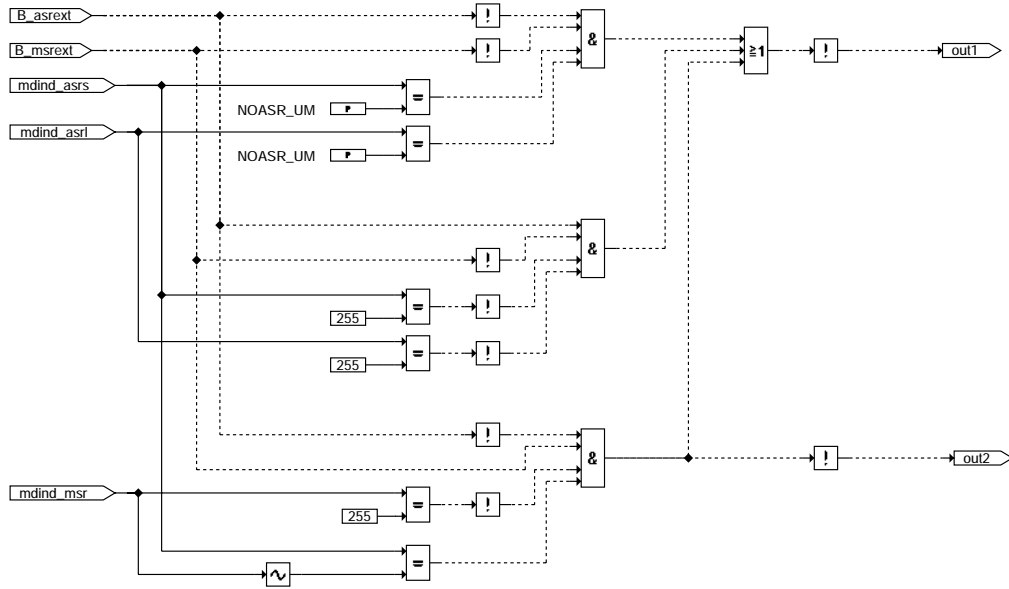 B_asrext
!
&
B_msrext
!
≧1
!
out1
mdind_asrs
=
NOASR_UM P
mdind_asrl
=
NOASR_UM P
&
!
=
!
255
=
!
255
!
&
!
out2
mdind_msr
=
!
255
=